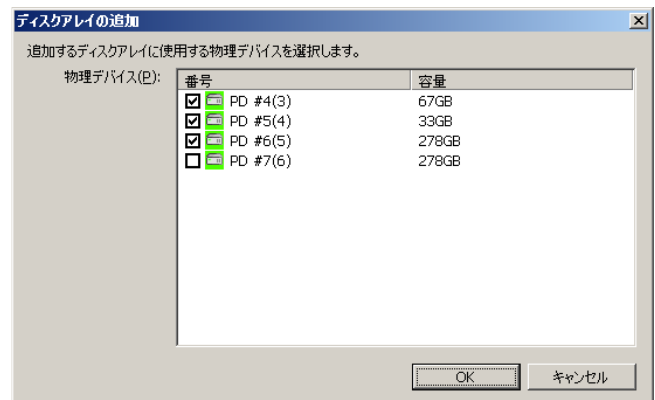 ディスクアレイの追加
追加するディスクアレイに使用する物理デバイスを選択します。
物理デバイス(P):
番号 容量
PD #4(3) 67GB
PD #5(4) 33GB
PD #6(5) 278GB
PD #7(6) 278GB
OK キャンセル